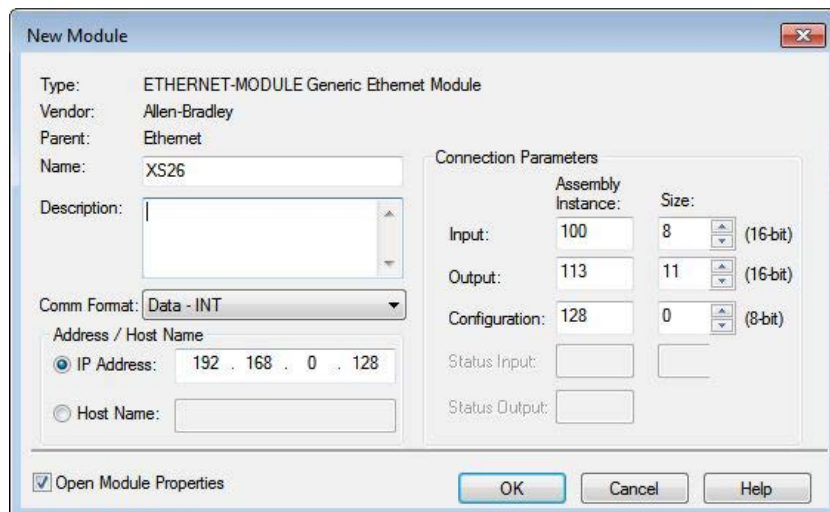 New Module
Type: ETHERNET-MODULE Generic Ethernet Module
Vendor: Allen-Bradley
Parent: Ethernet
Name: XS26
Description:
Comm Format: Data - INT
Address / Host Name
IP Address: 192 . 168 . 0 . 128
Host Name:
Connection Parameters
Assembly Instance: Size:
Input: 100 8 (16-bit)
Output: 113 11 (16-bit)
Configuration: 128 0 (8-bit)
Status Input:
Status Output:
Open Module Properties
OK Cancel Help